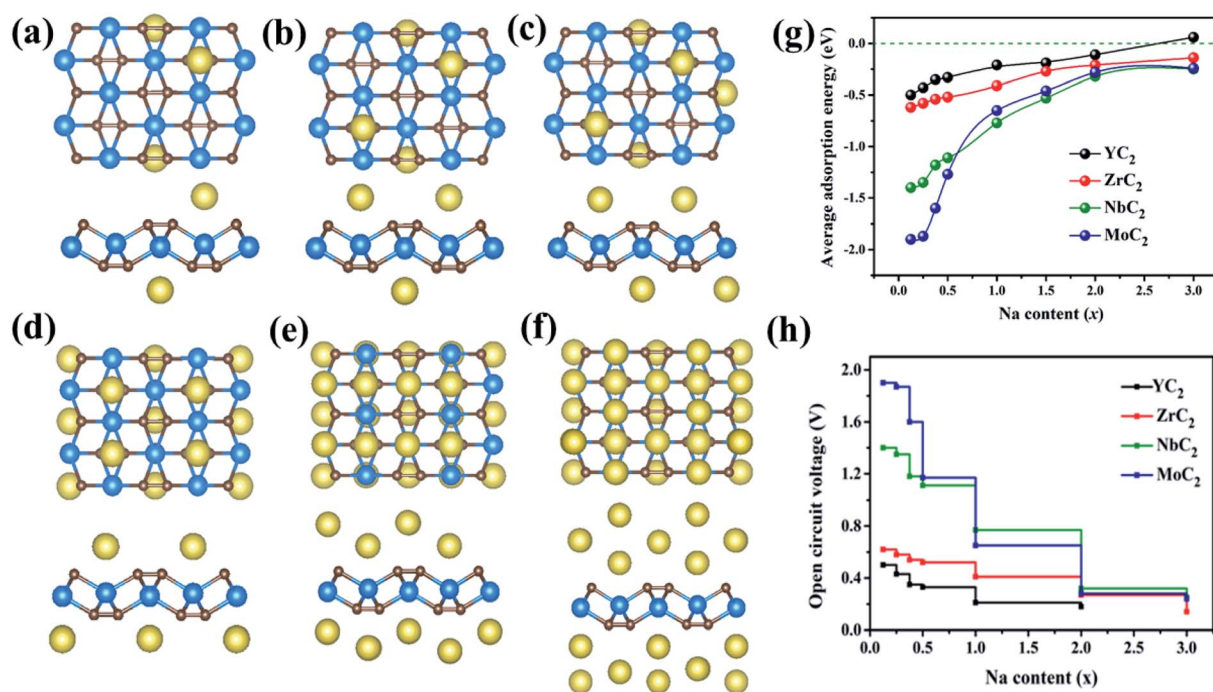 (a)
(b)
(c)
(d)
(e)
(f)
(g)
Average adsorption energy (eV)
0.0
-0.5
-1.0
-1.5
-2.0
YC2
ZrC2
NbC2
MoC2
0.0 0.5 1.0 1.5 2.0 2.5 3.0
Na content (x)
(h)
Open circuit voltage (V)
2.0
1.6
1.2
0.8
0.4
0.0
YC2
ZrC2
NbC2
MoC2
0.0 0.5 1.0 1.5 2.0 2.5 3.0
Na content (x)